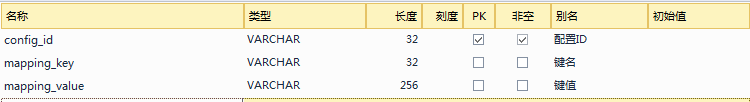 名称 类型 长度 刻度 PK 非空 别名 初始值
config_id VARCHAR 32 配置ID
mapping_key VARCHAR 32 键名
mapping_value VARCHAR 256 键值